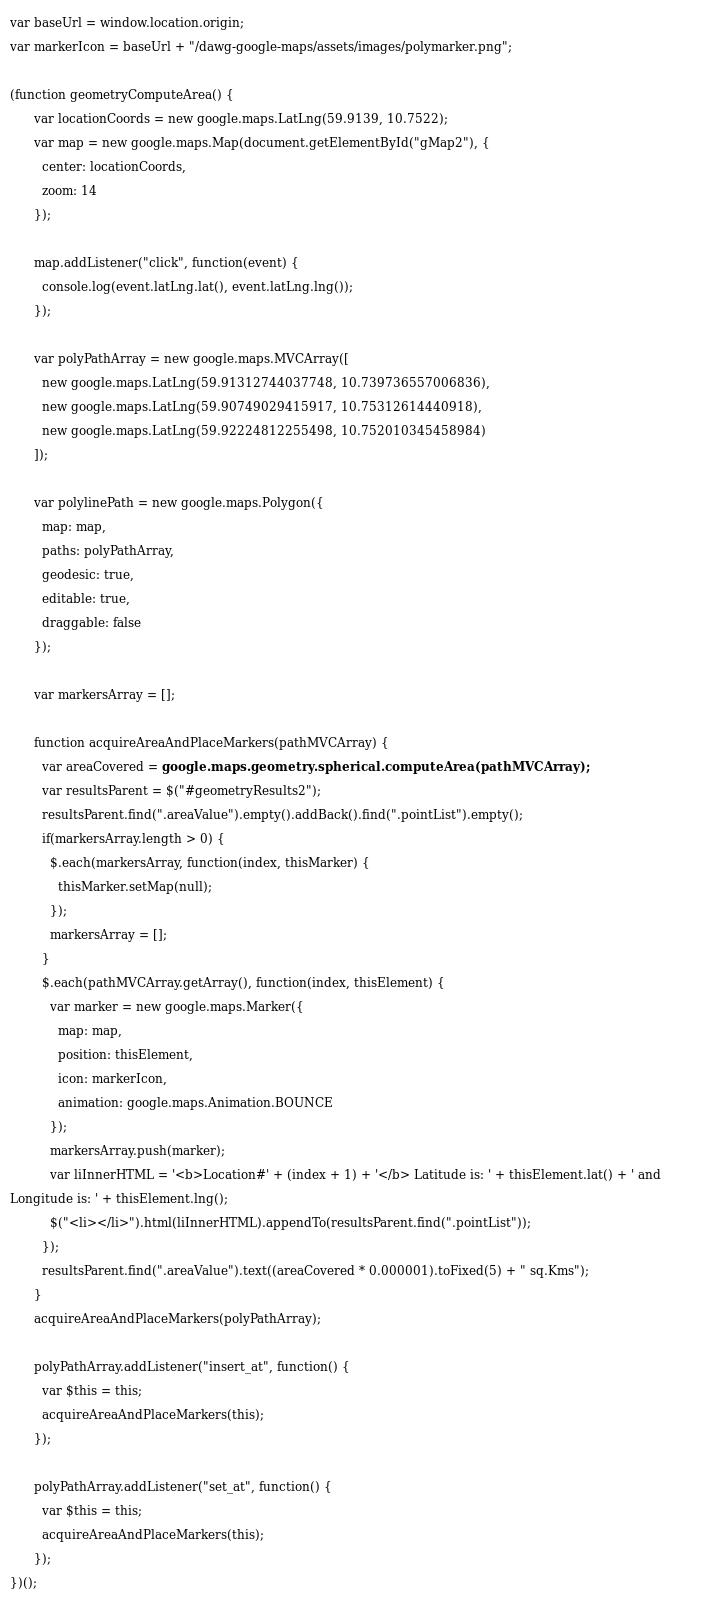 var baseUrl = window.location.origin;
var markerIcon = baseUrl + "/dawg-google-maps/assets/images/polymarker.png";
(function geometryComputeArea() {
var locationCoords = new google.maps.LatLng(59.9139, 10.7522);
var map = new google.maps.Map(document.getElementById("gMap2"), {
center: locationCoords,
zoom: 14
});
map.addListener("click", function(event) {
console.log(event.latLng.lat(), event.latLng.lng());
});
var polyPathArray = new google.maps.MVCArray([
new google.maps.LatLng(59.91312744037748, 10.739736557006836),
new google.maps.LatLng(59.90749029415917, 10.75312614440918),
new google.maps.LatLng(59.92224812255498, 10.752010345458984)
]);
var polylinePath = new google.maps.Polygon({
map: map,
paths: polyPathArray,
geodesic: true,
editable: true,
draggable: false
});
var markersArray = [];
function acquireAreaAndPlaceMarkers(pathMVCArray) {
var areaCovered = google.maps.geometry.spherical.computeArea(pathMVCArray);
var resultsParent = $("#geometryResults2");
resultsParent.find(".areaValue").empty().addBack().find(".pointList").empty();
if(markersArray.length > 0) {
$.each(markersArray, function(index, thisMarker) {
thisMarker.setMap(null);
});
markersArray = [];
}
$.each(pathMVCArray.getArray(), function(index, thisElement) {
var marker = new google.maps.Marker({
map: map,
position: thisElement,
icon: markerIcon,
animation: google.maps.Animation.BOUNCE
});
markersArray.push(marker);
var liInnerHTML = '<b>Location#' + (index + 1) + '</b> Latitude is: ' + thisElement.lat() + ' and
Longitude is: ' + thisElement.lng();
$("<li></li>").html(liInnerHTML).appendTo(resultsParent.find(".pointList"));
});
resultsParent.find(".areaValue").text((areaCovered * 0.000001).toFixed(5) + " sq.Kms");
}
acquireAreaAndPlaceMarkers(polyPathArray);
polyPathArray.addListener("insert_at", function() {
var $this = this;
acquireAreaAndPlaceMarkers(this);
});
polyPathArray.addListener("set_at", function() {
var $this = this;
acquireAreaAndPlaceMarkers(this);
});
})();